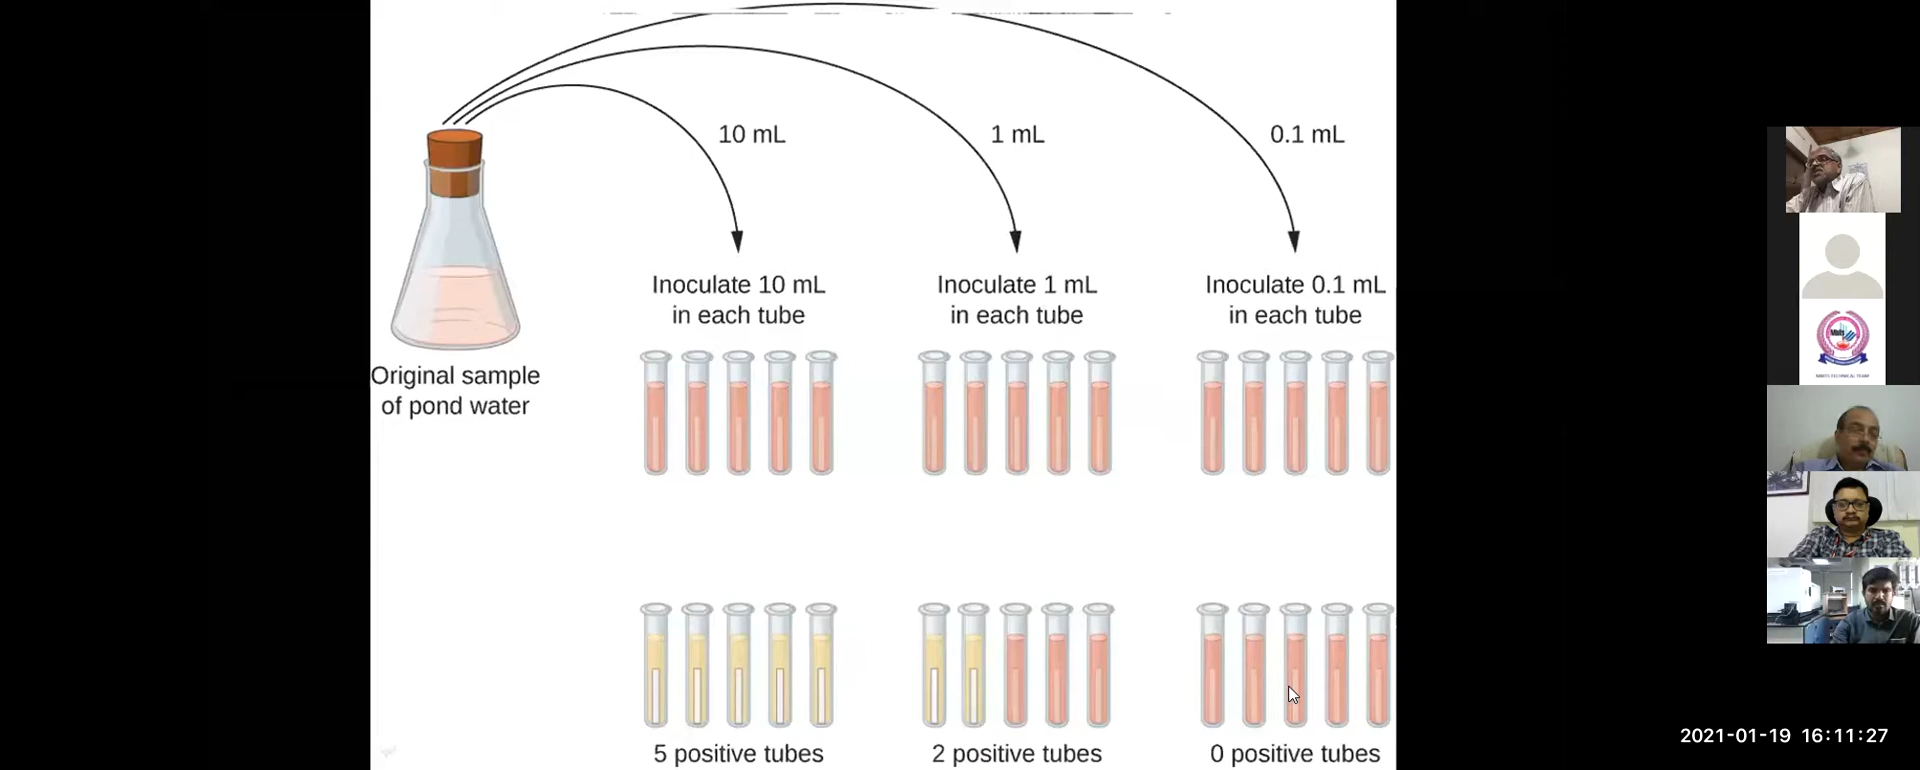 10 mL
1 mL
0.1 mL
Inoculate 10 mL
in each tube
Inoculate 1 mL
in each tube
Inoculate 0.1 mL
in each tube
Original sample
of pond water
5 positive tubes
2 positive tubes
0 positive tubes
2021-01-19 16:11:27